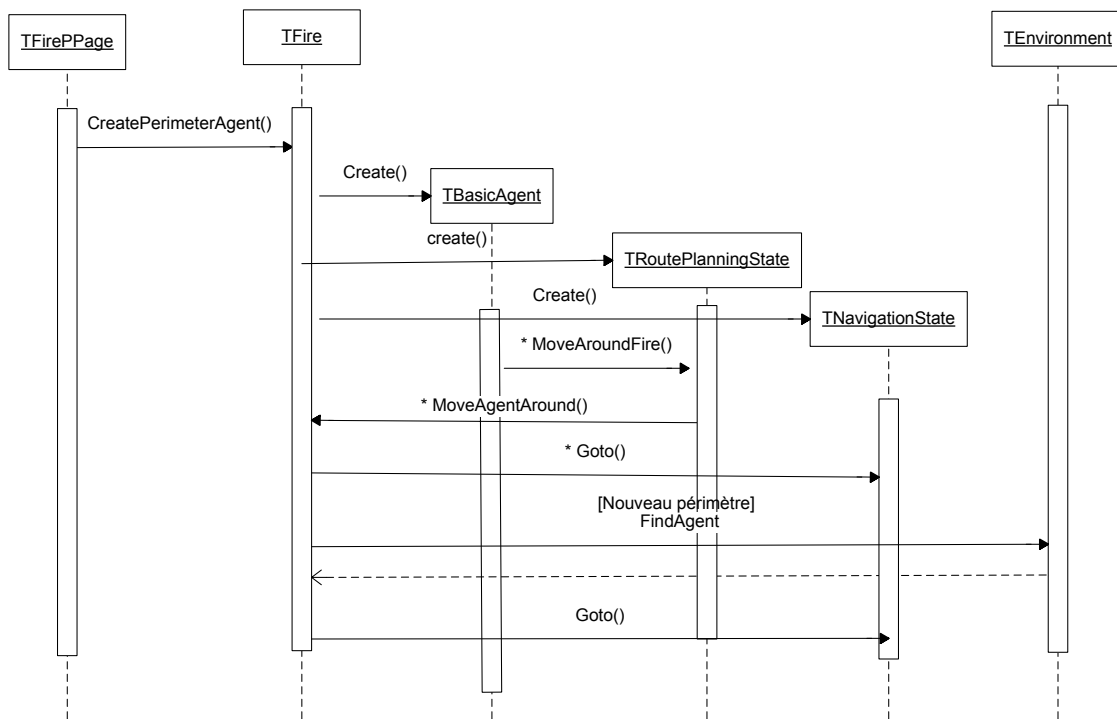 TFirePPage
TFire
TEnvironment
CreatePerimeterAgent()
Create()
TBasicAgent
create()
TRoutePlanningState
Create()
TNavigationState
* MoveAroundFire()
* MoveAgentAround()
* Goto()
[Nouveau périmètre]
FindAgent
Goto()